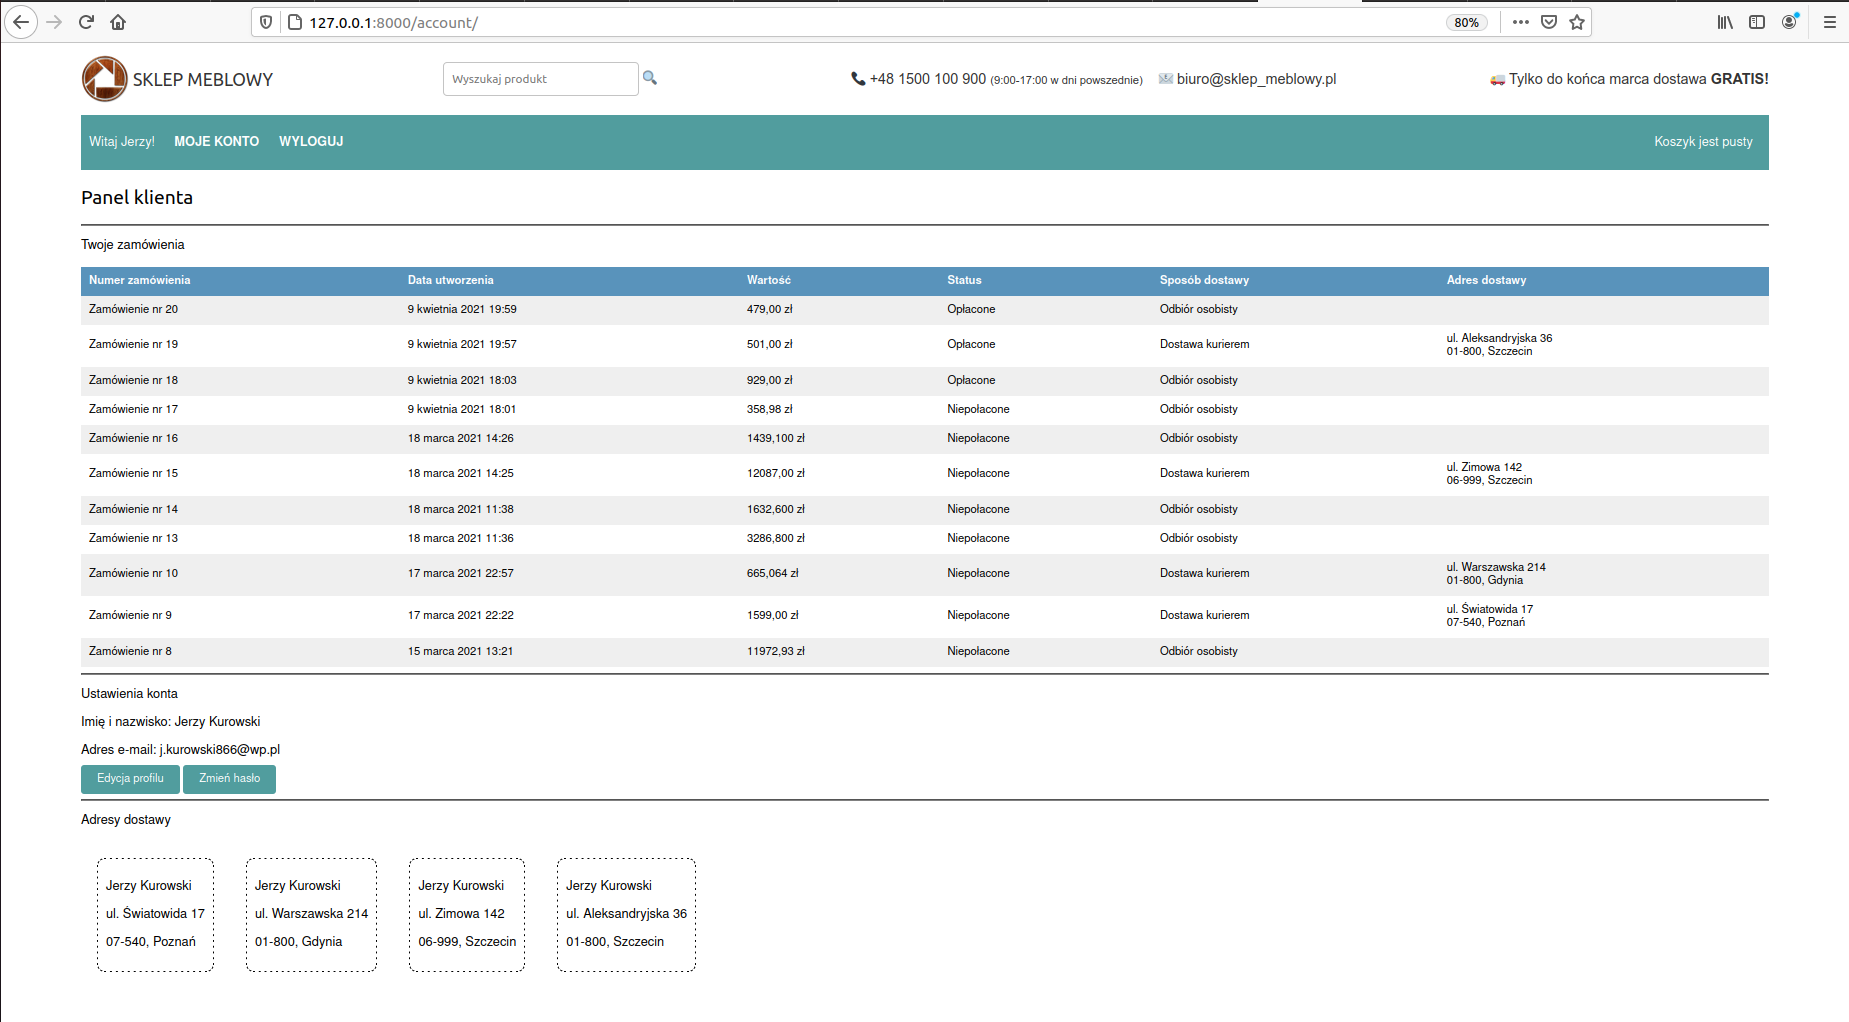 127.0.0.1:8000/account/ 80%
SKLEP MEBLOWY Wyszukaj produkt +48 1500 100 900 (9:00-17:00 w dni powszednie) biuro@sklep_meblowy.pl Tylko do końca marca dostawa GRATIS!
Witaj Jerzy! MOJE KONTO WYLOGUJ Koszyk jest pusty
Panel klienta
Twoje zamówienia
Numer zamówienia Data utworzenia Wartość Status Sposób dostawy Adres dostawy
Zamówienie nr 20 9 kwietnia 2021 19:59 479,00 zł Opłacone Odbiór osobisty
Zamówienie nr 19 9 kwietnia 2021 19:57 501,00 zł Opłacone Dostawa kurierem ul. Aleksandryjska 36
01-800, Szczecin
Zamówienie nr 18 9 kwietnia 2021 18:03 929,00 zł Opłacone Odbiór osobisty
Zamówienie nr 17 9 kwietnia 2021 18:01 358,98 zł Niepołacone Odbiór osobisty
Zamówienie nr 16 18 marca 2021 14:26 1439,100 zł Niepołacone Odbiór osobisty
Zamówienie nr 15 18 marca 2021 14:25 12087,00 zł Niepołacone Dostawa kurierem ul. Zimowa 142
06-999, Szczecin
Zamówienie nr 14 18 marca 2021 11:38 1632,600 zł Niepołacone Odbiór osobisty
Zamówienie nr 13 18 marca 2021 11:36 3286,800 zł Niepołacone Odbiór osobisty
Zamówienie nr 10 17 marca 2021 22:57 665,064 zł Niepołacone Dostawa kurierem ul. Warszawska 214
01-800, Gdynia
Zamówienie nr 9 17 marca 2021 22:22 1599,00 zł Niepołacone Dostawa kurierem ul. Światowida 17
07-540, Poznań
Zamówienie nr 8 15 marca 2021 13:21 11972,93 zł Niepołacone Odbiór osobisty
Ustawienia konta
Imię i nazwisko: Jerzy Kurowski
Adres e-mail: j.kurowski866@wp.pl
Edycja profilu Zmień hasło
Adresy dostawy
Jerzy Kurowski
ul. Światowida 17
07-540, Poznań
Jerzy Kurowski
ul. Warszawska 214
01-800, Gdynia
Jerzy Kurowski
ul. Zimowa 142
06-999, Szczecin
Jerzy Kurowski
ul. Aleksandryjska 36
01-800, Szczecin